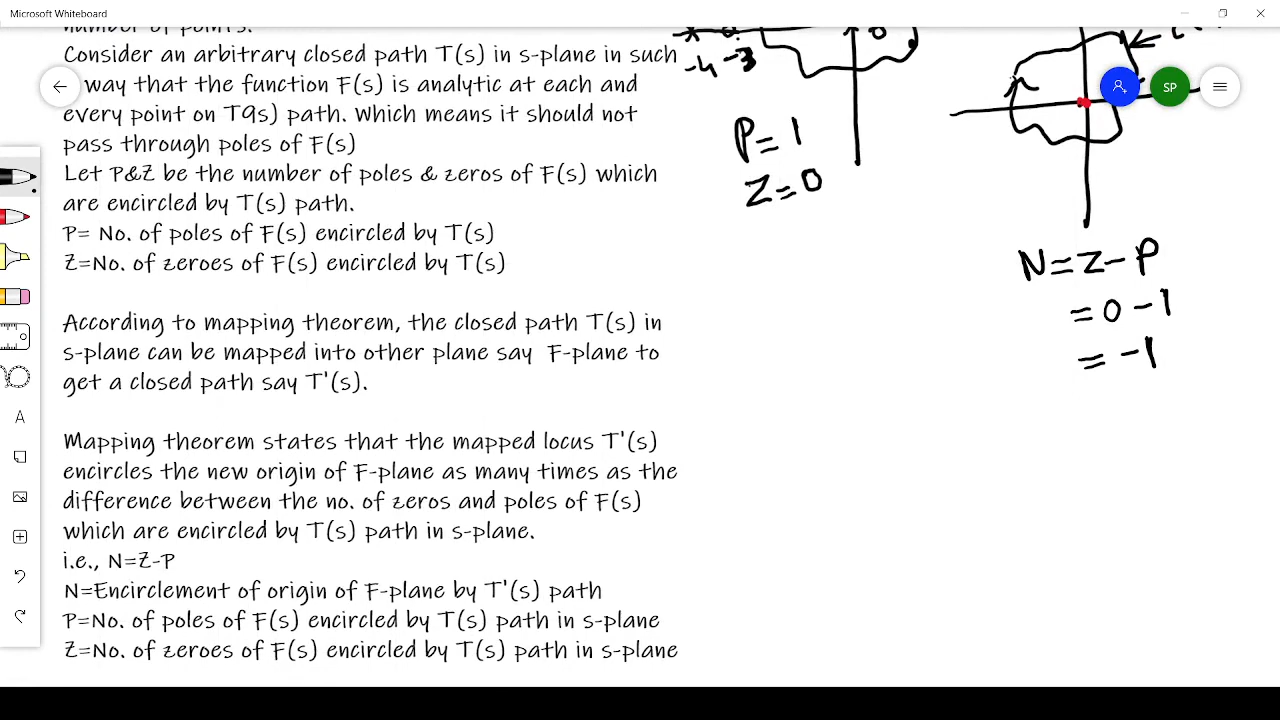 Microsoft Whiteboard
number of points.
Consider an arbitrary closed path T(s) in s-plane in such
way that the function F(s) is analytic at each and
every point on T9s) path. Which means it should not
pass through poles of F(s)
Let P&Z be the number of poles & zeros of F(s) which
are encircled by T(s) path.
P= No. of poles of F(s) encircled by T(s)
Z=No. of zeroes of F(s) encircled by T(s)
According to mapping theorem, the closed path T(s) in
s-plane can be mapped into other plane say F-plane to
get a closed path say T'(s).
Mapping theorem states that the mapped locus T'(s)
encircles the new origin of F-plane as many times as the
difference between the no. of zeros and poles of F(s)
which are encircled by T(s) path in s-plane.
i.e., N=Z-P
N=Encirclement of origin of F-plane by T'(s) path
P=No. of poles of F(s) encircled by T(s) path in s-plane
Z=No. of zeroes of F(s) encircled by T(s) path in s-plane
-4 -3
0
P=1
Z=0
SP
N=Z-P
=0-1
=-1
A